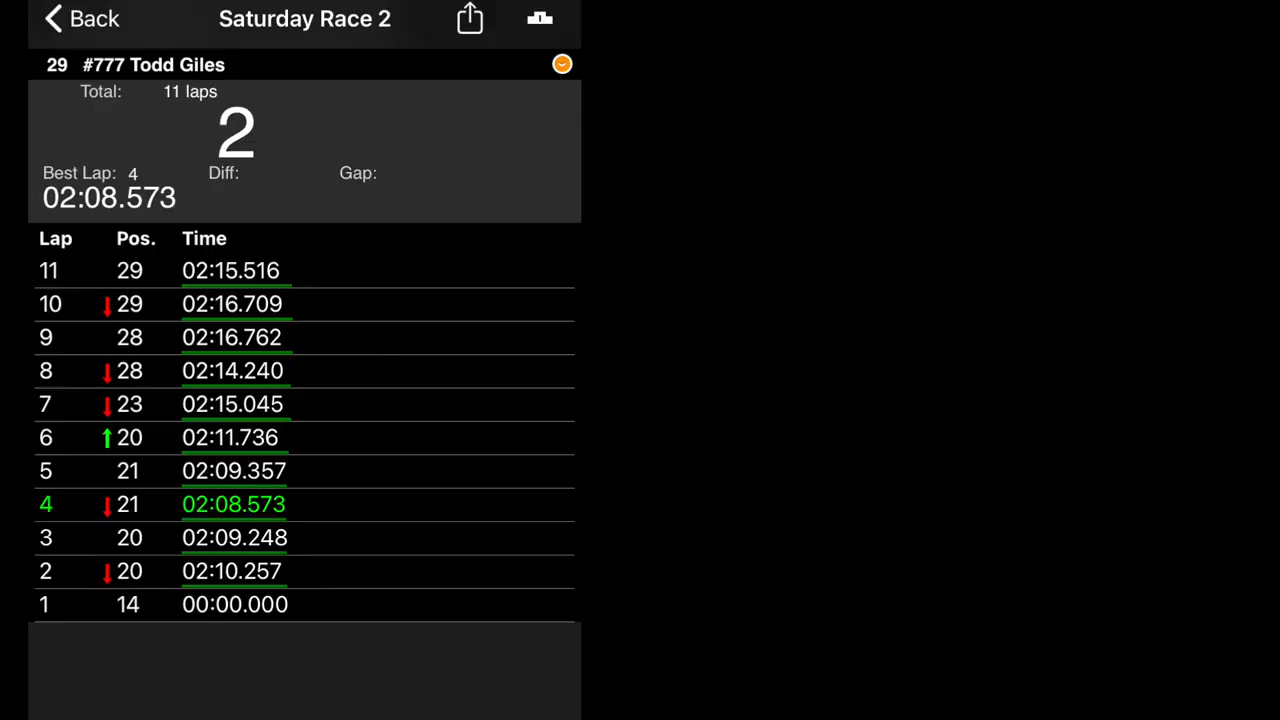 Back Saturday Race 2
29 #777 Todd Giles
Total: 11 laps
2
Best Lap: 4 Diff: Gap:
02:08.573
Lap Pos. Time
11 29 02:15.516
10 29 02:16.709
9 28 02:16.762
8 28 02:14.240
7 23 02:15.045
6 20 02:11.736
5 21 02:09.357
4 21 02:08.573
3 20 02:09.248
2 20 02:10.257
1 14 00:00.000